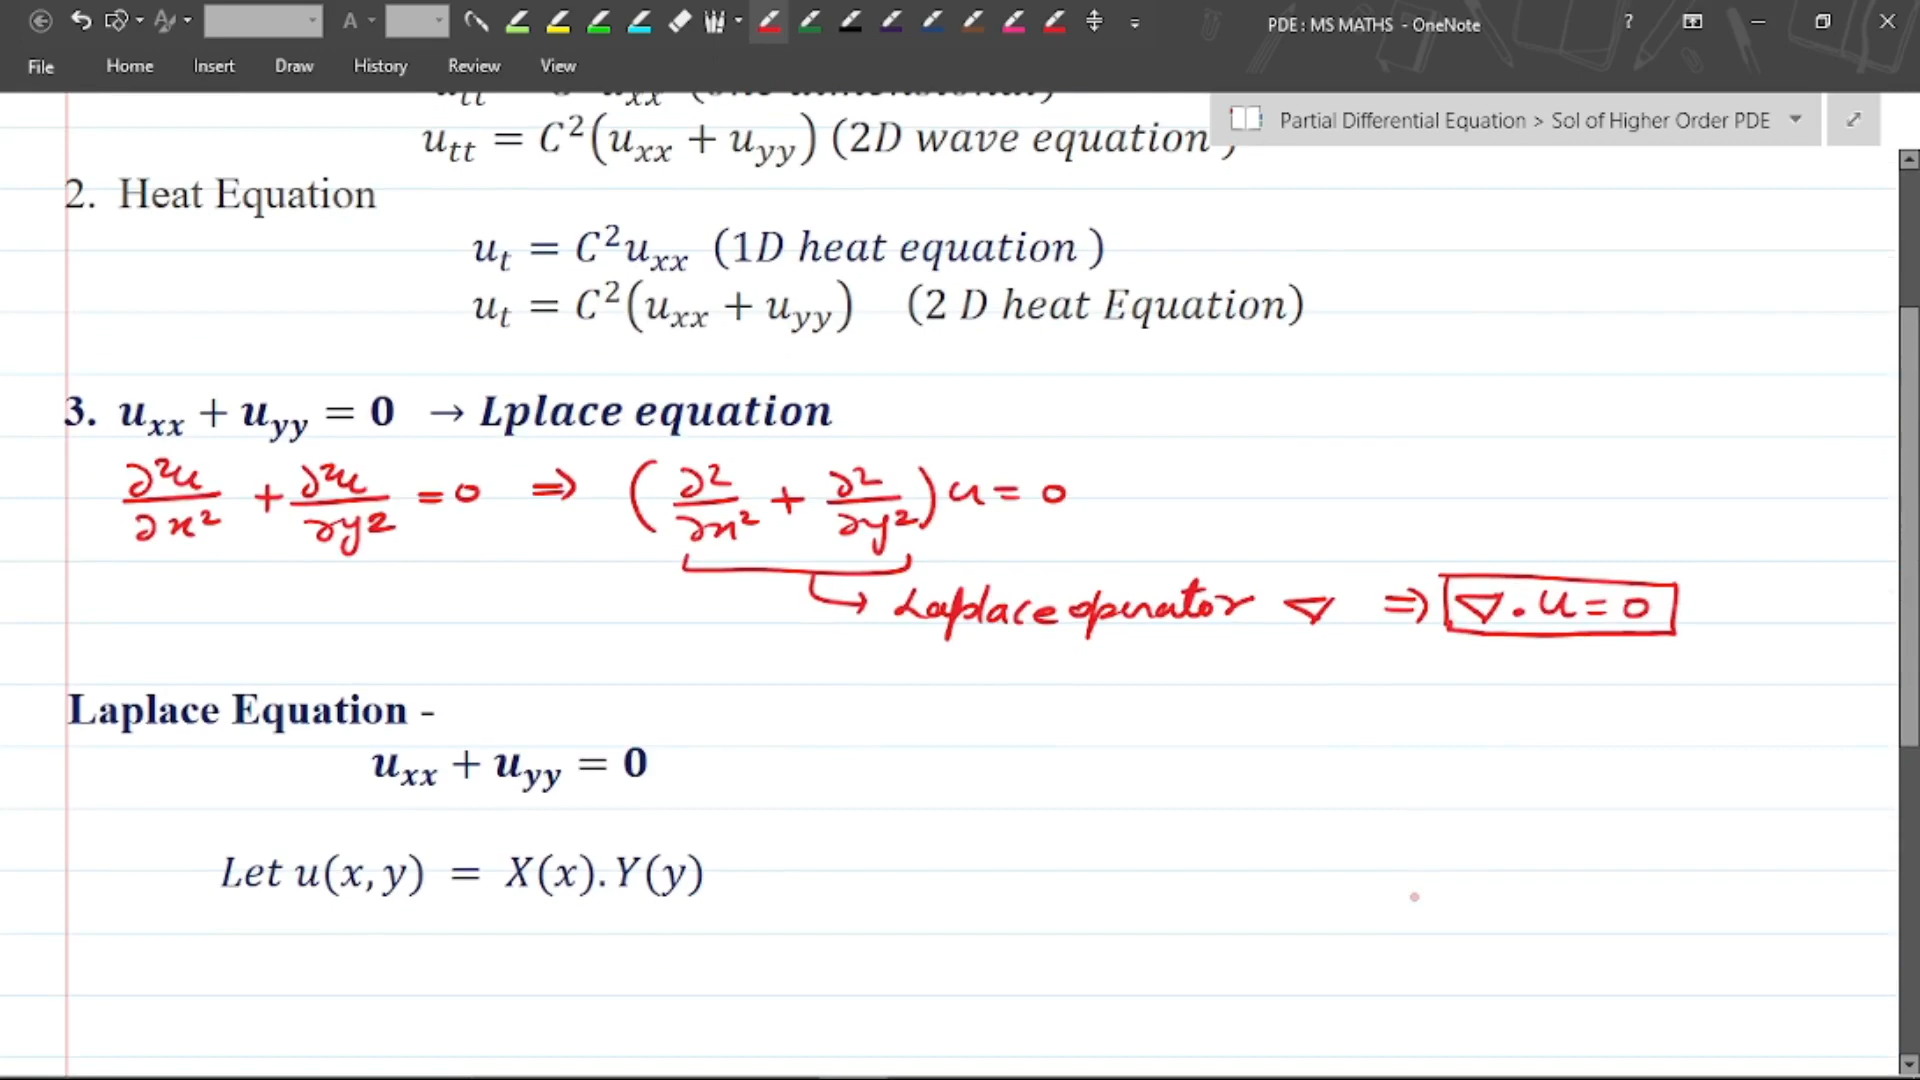 PDE : MS MATHS - OneNote
File Home Insert Draw History Review View
Partial Differential Equation > Sol of Higher Order PDE
u_tt = C²(u_xx + u_yy) (2D wave equation )
2. Heat Equation
u_t = C²u_xx (1D heat equation )
u_t = C²(u_xx + u_yy) (2 D heat Equation)
3. u_xx + u_yy = 0 → Lplace equation
∂²u/∂x² + ∂²u/∂y² = 0 ⇒ (∂²/∂x² + ∂²/∂y²)u = 0
Laplace operator ▽ ⇒ ▽.u = 0
Laplace Equation -
u_xx + u_yy = 0
Let u(x,y) = X(x).Y(y)